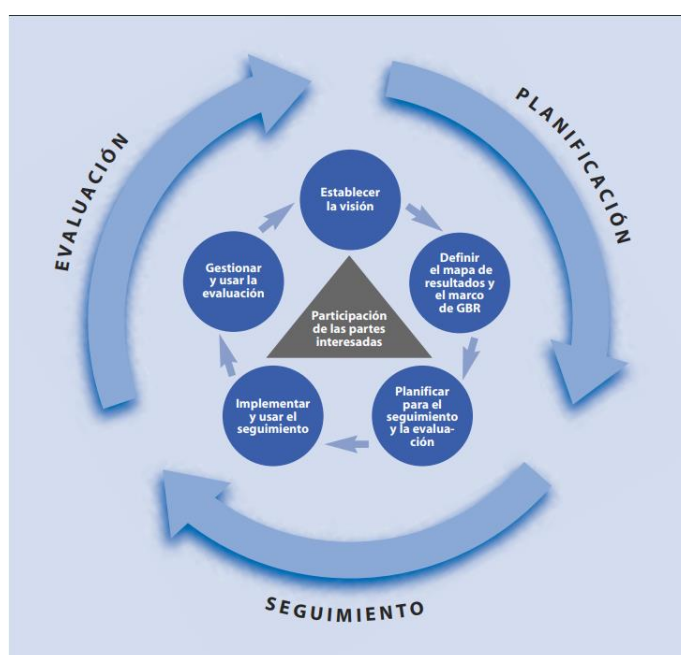 EVALUACIÓN
PLANIFICACIÓN
Establecer
la visión
Definir
el mapa de
resultados y
el marco
de GBR
Planificar
para el
seguimiento
y la evalua-
ción
Implementar
y usar el
seguimiento
Gestionar
y usar la
evaluación
Participación
de las partes
interesadas
SEGUIMIENTO